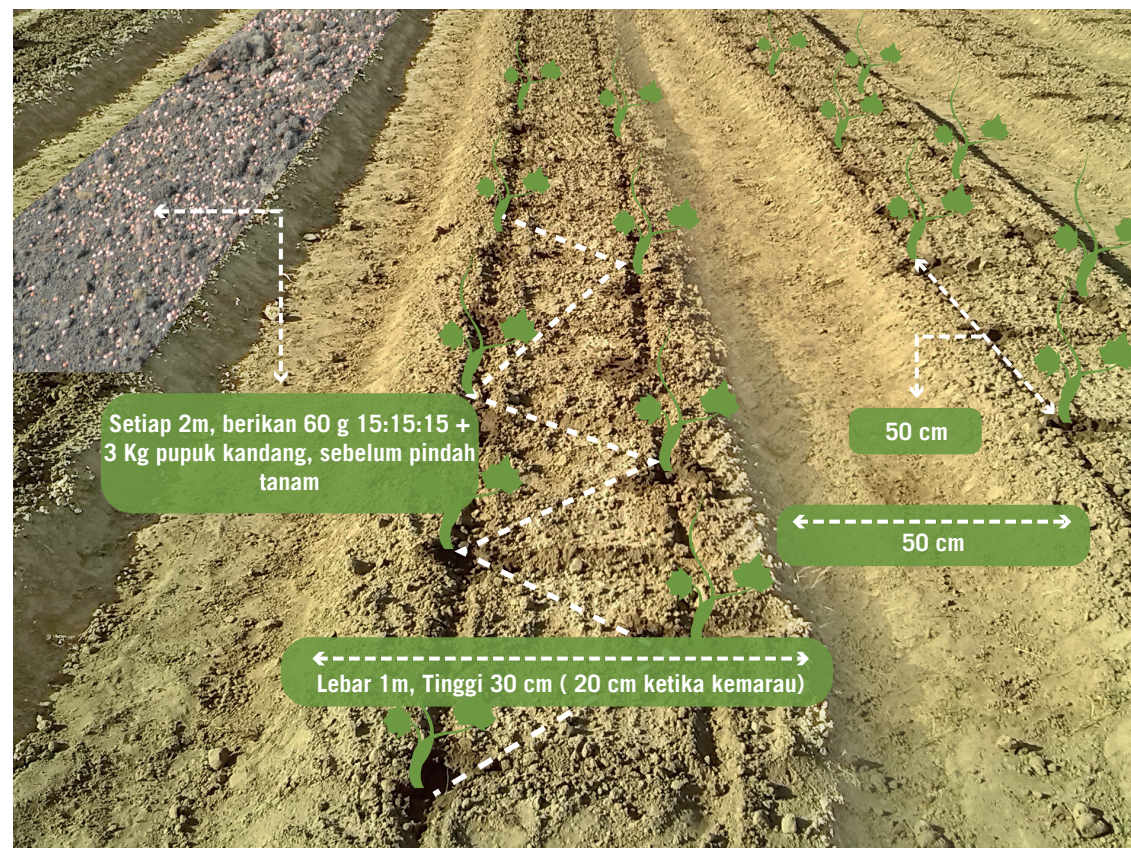 Setiap 2m, berikan 60 g 15:15:15 +
3 Kg pupuk kandang, sebelum pindah
tanam
50 cm
50 cm
Lebar 1m, Tinggi 30 cm ( 20 cm ketika kemarau)